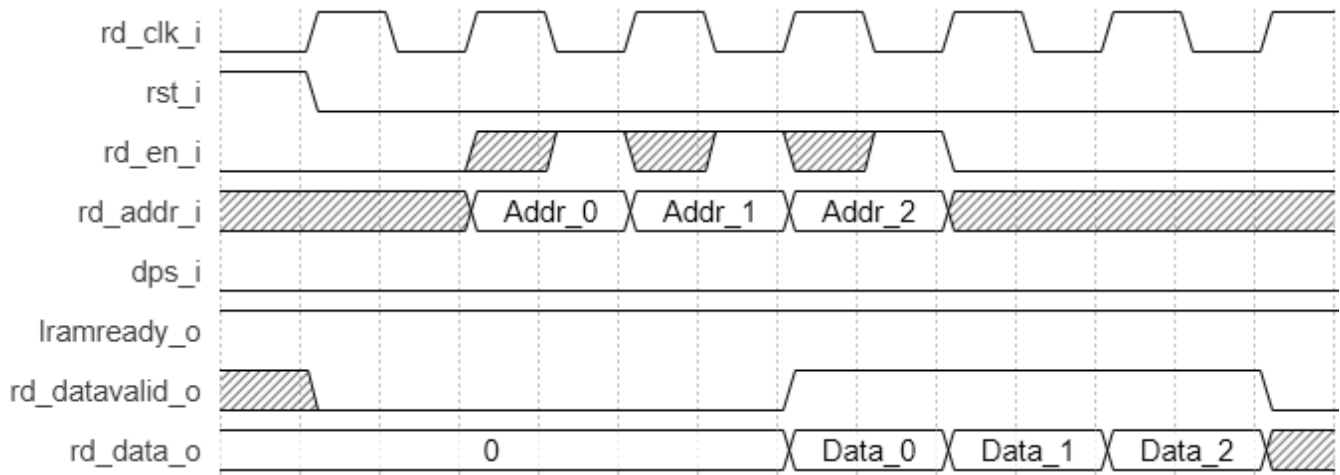 rd_clk_i
rst_i
rd_en_i
rd_addr_i Addr_0 Addr_1 Addr_2
dps_i
lramready_o
rd_datavalid_o
rd_data_o 0 Data_0 Data_1 Data_2